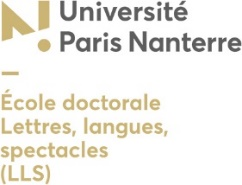 Université
Paris Nanterre
École doctorale
Lettres, langues,
spectacles
(LLS)